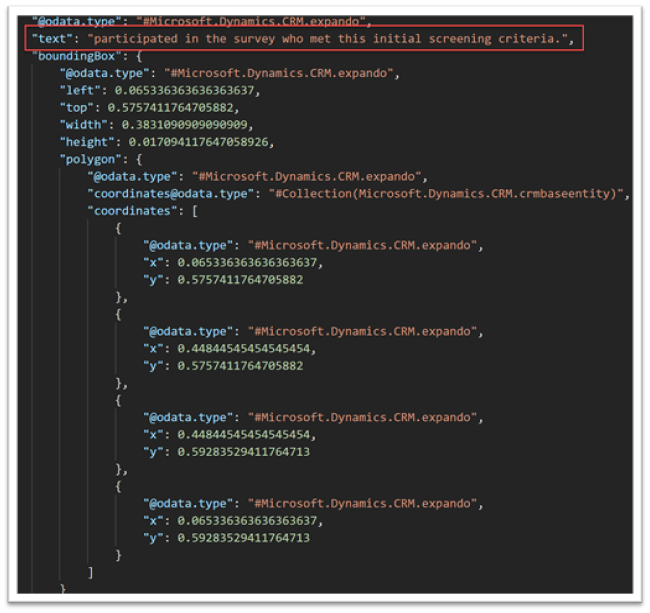 "@odata.type": "#Microsoft.Dynamics.CRM.expando",
"text": "participated in the survey who met this initial screening criteria.",
"boundingBox": {
"@odata.type": "#Microsoft.Dynamics.CRM.expando",
"left": 0.065336363636363637,
"top": 0.5757411764705882,
"width": 0.3831090909090909,
"height": 0.017094117647058926,
"polygon": {
"@odata.type": "#Microsoft.Dynamics.CRM.expando",
"coordinates@odata.type": "#Collection(Microsoft.Dynamics.CRM.crmbaseentity)",
"coordinates": [
{
"@odata.type": "#Microsoft.Dynamics.CRM.expando",
"x": 0.065336363636363637,
"y": 0.5757411764705882
},
{
"@odata.type": "#Microsoft.Dynamics.CRM.expando",
"x": 0.44844545454545454,
"y": 0.5757411764705882
},
{
"@odata.type": "#Microsoft.Dynamics.CRM.expando",
"x": 0.44844545454545454,
"y": 0.59283529411764713
},
{
"@odata.type": "#Microsoft.Dynamics.CRM.expando",
"x": 0.065336363636363637,
"y": 0.59283529411764713
}
]
}